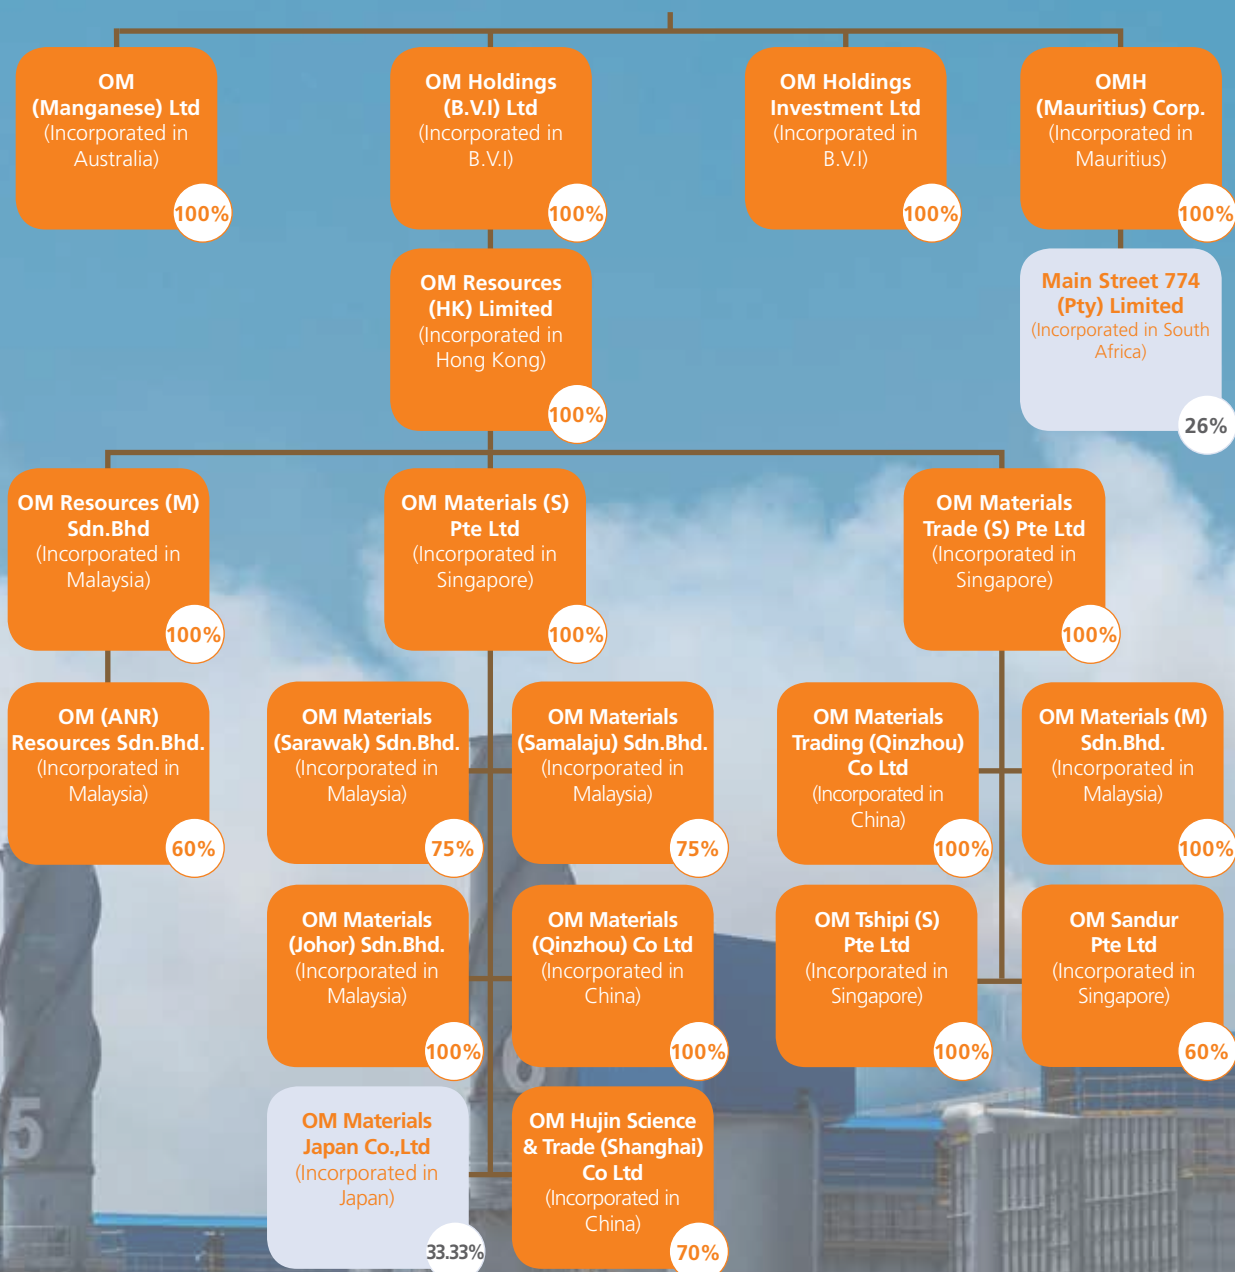 OM
(Manganese) Ltd
(Incorporated in
Australia)
100%
OM Holdings
(B.V.I) Ltd
(Incorporated in
B.V.I)
100%
OM Holdings
Investment Ltd
(Incorporated in
B.V.I)
100%
OMH
(Mauritius) Corp.
(Incorporated in
Mauritius)
100%
OM Resources
(HK) Limited
(Incorporated in
Hong Kong)
100%
Main Street 774
(Pty) Limited
(Incorporated in South
Africa)
26%
OM Resources (M)
Sdn.Bhd
(Incorporated in
Malaysia)
100%
OM Materials (S)
Pte Ltd
(Incorporated in
Singapore)
100%
OM Materials
Trade (S) Pte Ltd
(Incorporated in
Singapore)
100%
OM (ANR)
Resources Sdn.Bhd.
(Incorporated in
Malaysia)
60%
OM Materials
(Sarawak) Sdn.Bhd.
(Incorporated in
Malaysia)
75%
OM Materials
(Samalaju) Sdn.Bhd.
(Incorporated in
Malaysia)
75%
OM Materials
Trading (Qinzhou)
Co Ltd
(Incorporated in
China)
100%
OM Materials (M)
Sdn.Bhd.
(Incorporated in
Malaysia)
100%
OM Materials
(Johor) Sdn.Bhd.
(Incorporated in
Malaysia)
100%
OM Materials
(Qinzhou) Co Ltd
(Incorporated in
China)
100%
OM Tshipi (S)
Pte Ltd
(Incorporated in
Singapore)
100%
OM Sandur
Pte Ltd
(Incorporated in
Singapore)
60%
OM Materials
Japan Co.,Ltd
(Incorporated in
Japan)
33.33%
OM Hujin Science
& Trade (Shanghai)
Co Ltd
(Incorporated in
China)
70%
5
6